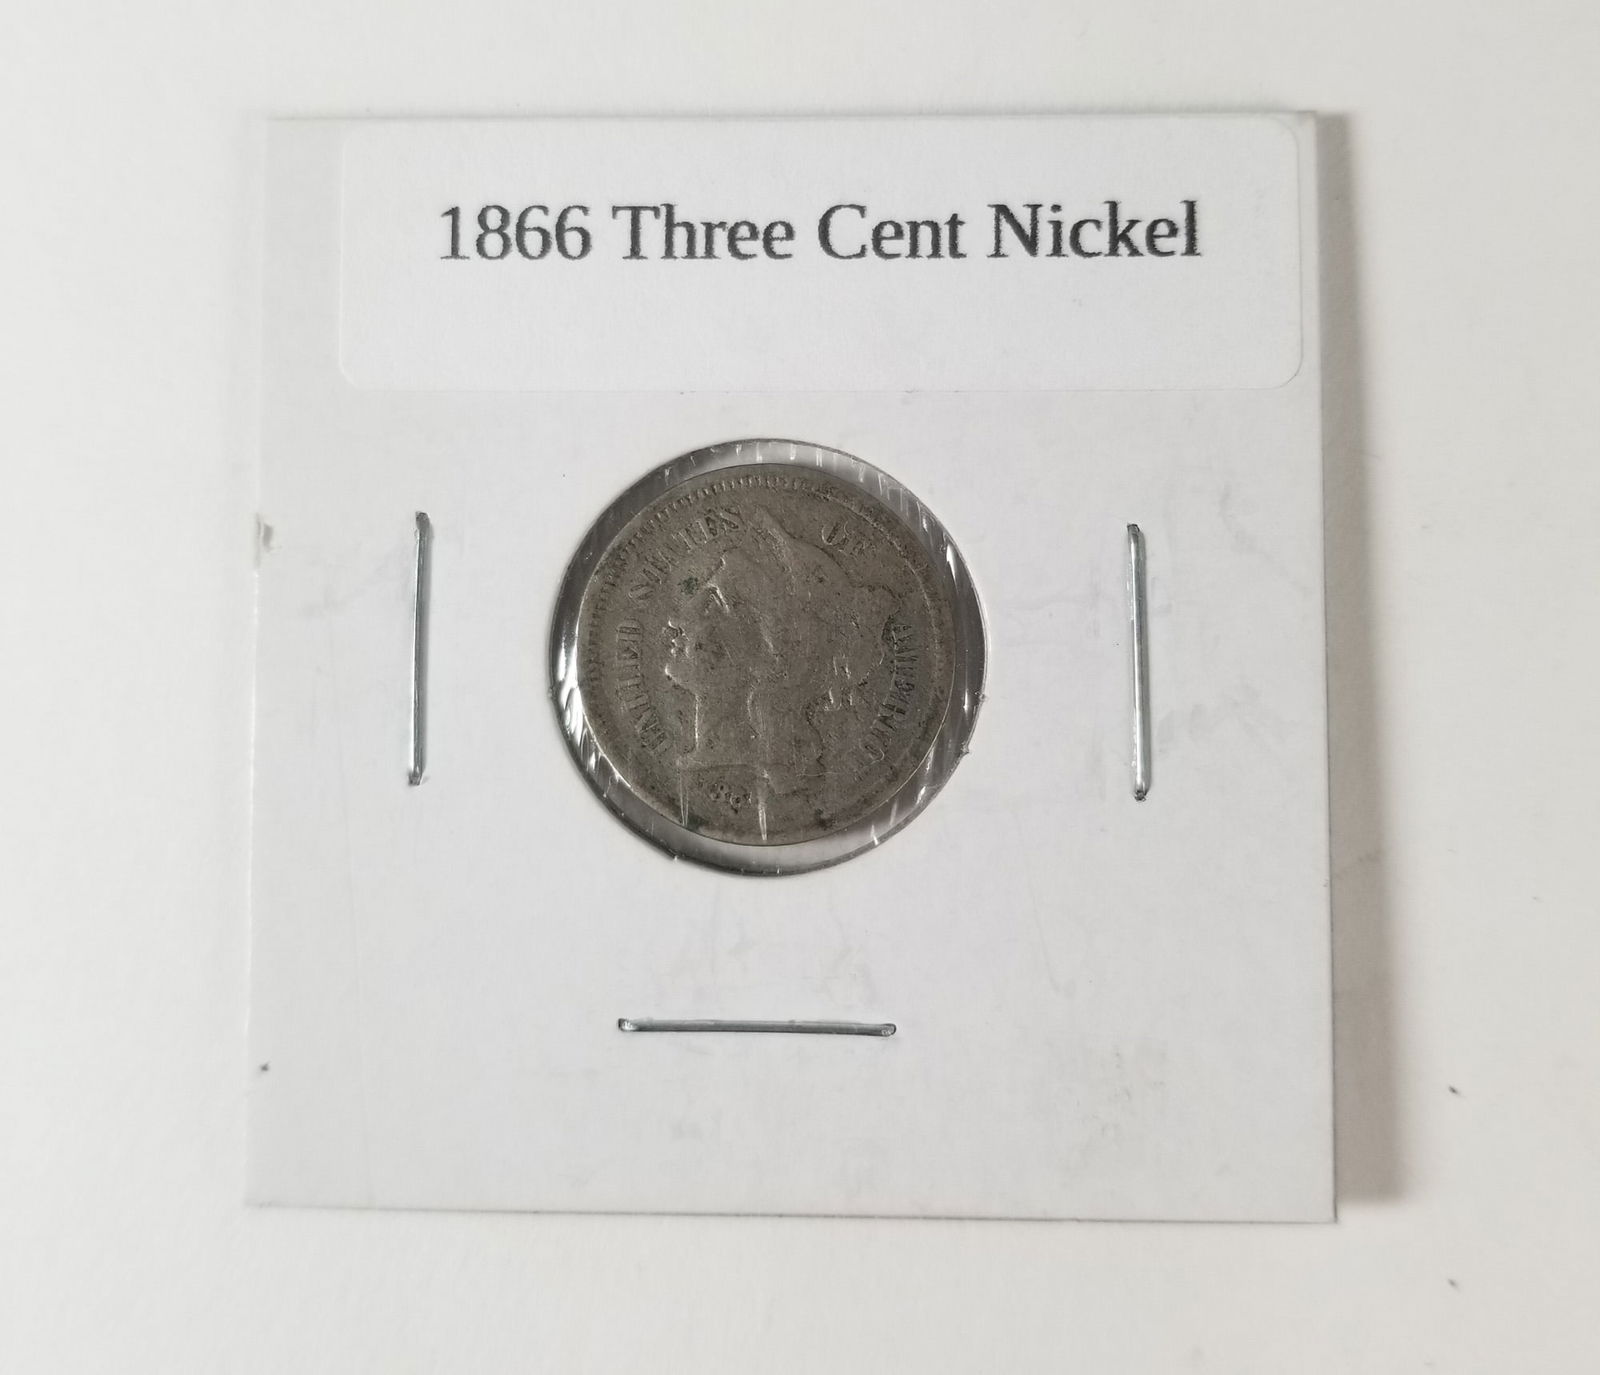 1866 Three Cent Nickel
UNITED STATES OF AMERICA